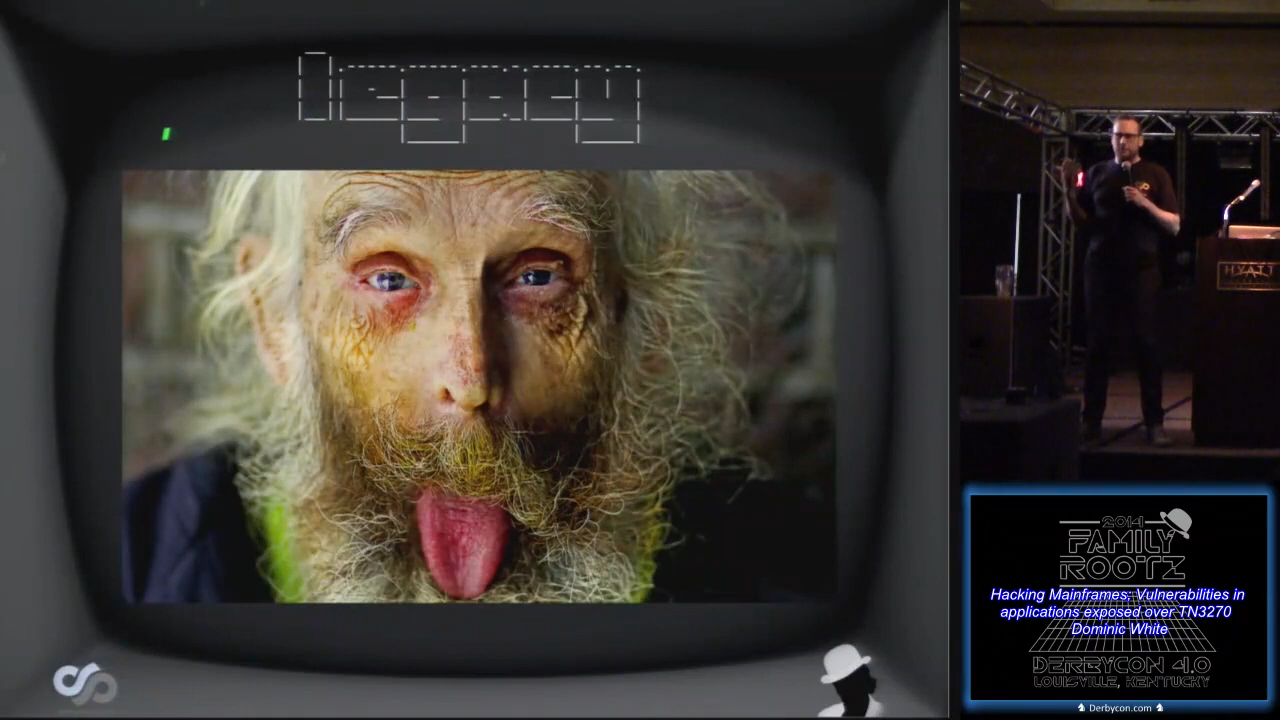 legacy
HYATT
2014
FAMILY
ROOTZ
Hacking Mainframes: Vulnerabilities in
applications exposed over TN3270
Dominic White
DERBYCON 4.0
LOUISVILLE, KENTUCKY
Derbycon.com